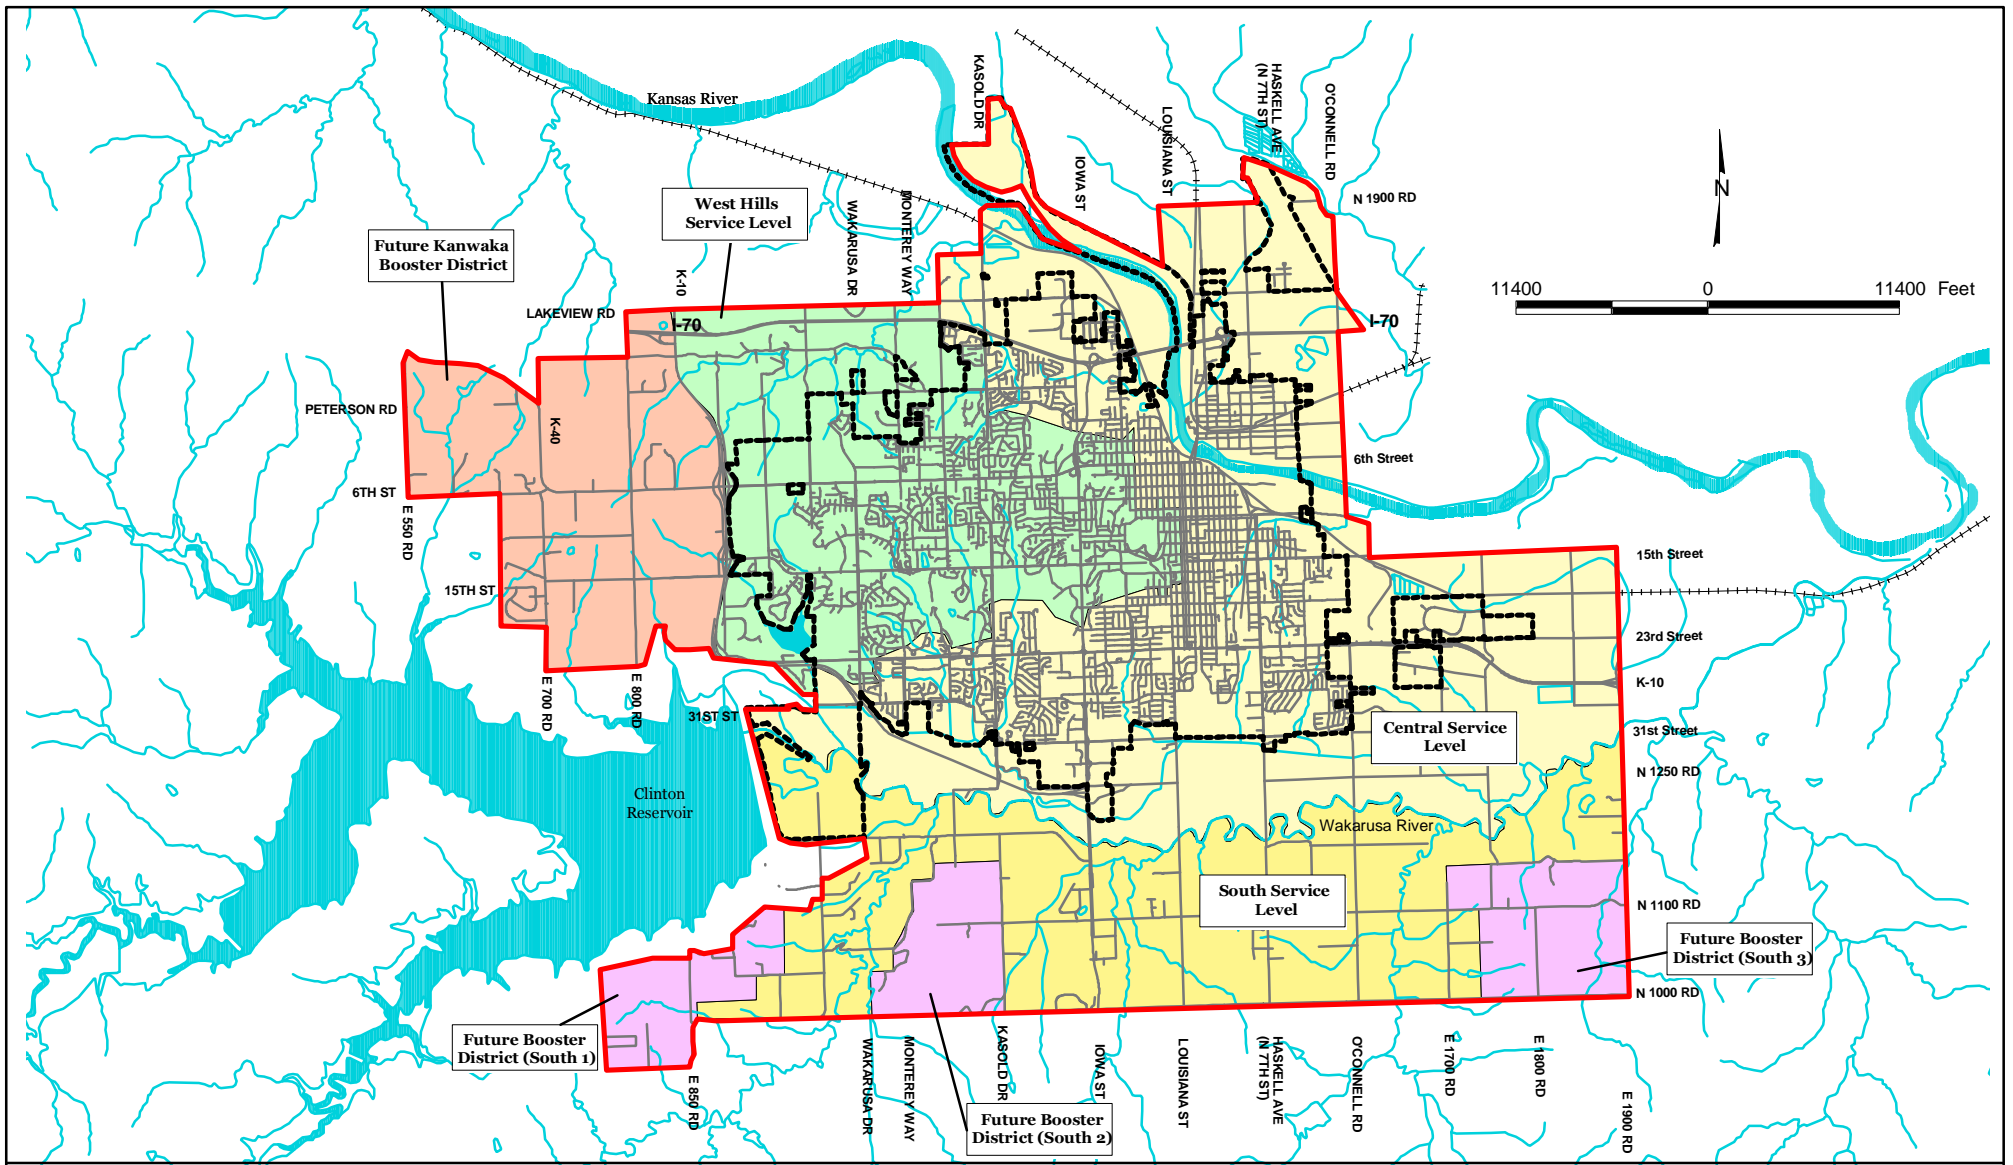 Kansas River
KASOLD DR
IOWA ST
LOUISIANA ST
HASKELL AVE
(N 7TH ST)
O'CONNELL RD
N 1900 RD
N
11400 0 11400 Feet
West Hills
Service Level
WAKARUSA DR
MONTEREY WAY
Future Kanwaka
Booster District
K-10
LAKEVIEW RD
I-70
I-70
PETERSON RD
K-40
6TH ST
6th Street
E 550 RD
15TH ST
15th Street
23rd Street
E 700 RD
E 800 RD
K-10
31ST ST
Central Service
Level
31st Street
N 1250 RD
Clinton
Reservoir
Wakarusa River
South Service
Level
N 1100 RD
Future Booster
District (South 3)
N 1000 RD
Future Booster
District (South 1)
E 850 RD
WAKARUSA DR
MONTEREY WAY
KASOLD DR
IOWA ST
LOUISIANA ST
HASKELL AVE
(N 7TH ST)
O'CONNELL RD
E 1700 RD
E 1800 RD
E 1900 RD
Future Booster
District (South 2)